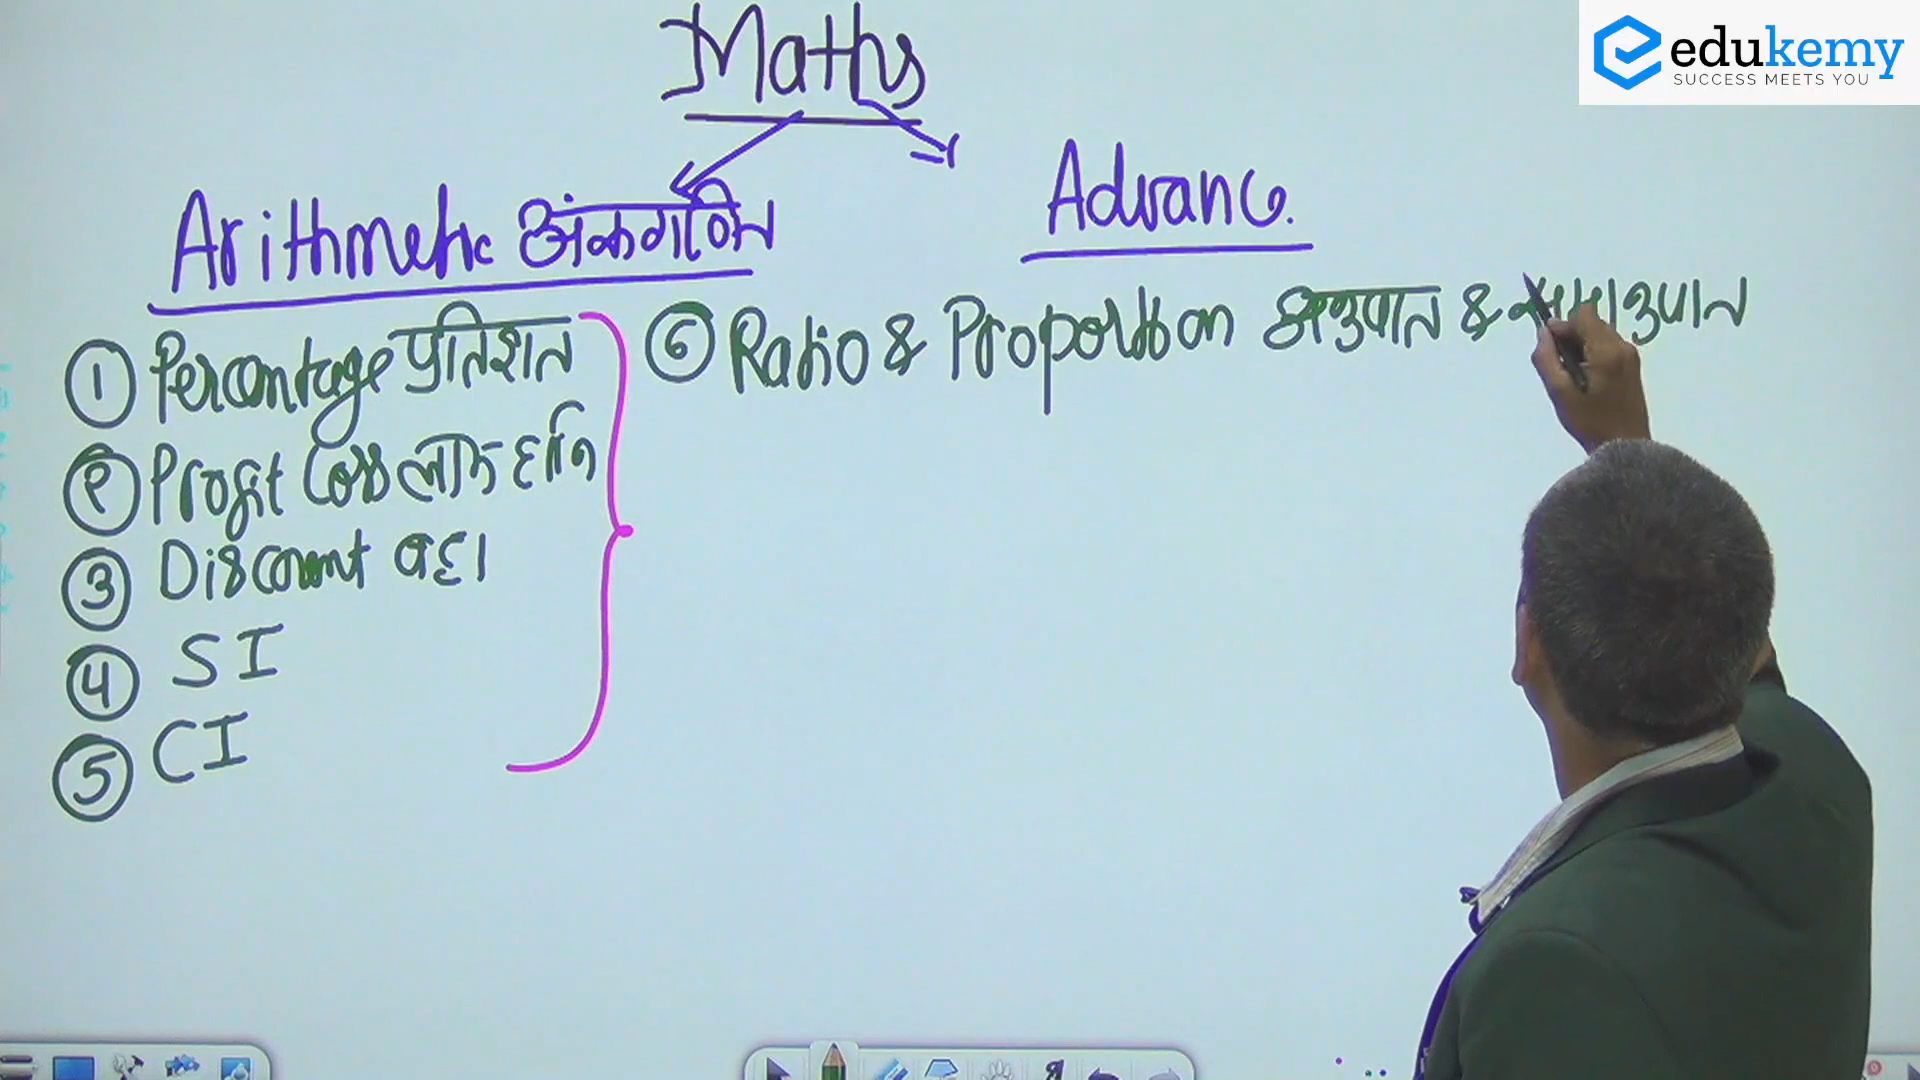 Maths
edukemy
SUCCESS MEETS YOU
Arithmetic अंकगणित
Advance.
① Percentage प्रतिशत
② Profit Loss लाभ हानि
③ Discount बट्टा
④ SI
⑤ CI
⑥ Ratio & Proportion अनुपात &